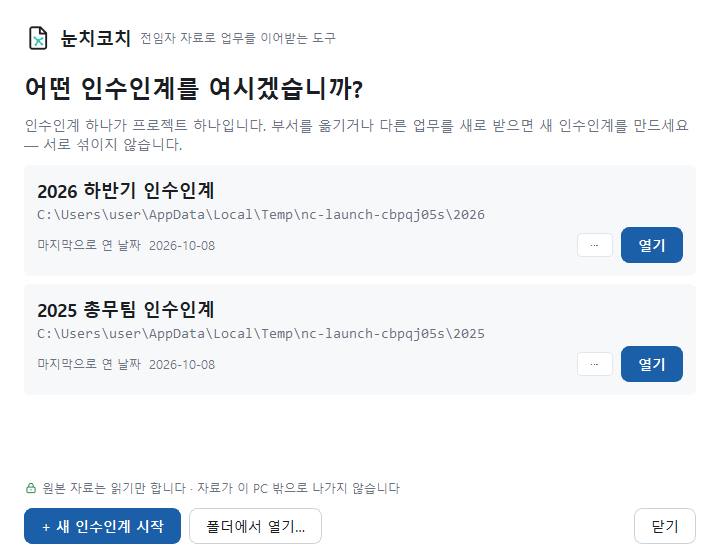 눈치코치 전임자 자료로 업무를 이어받는 도구
어떤 인수인계를 여시겠습니까?
인수인계 하나가 프로젝트 하나입니다. 부서를 옮기거나 다른 업무를 새로 받으면 새 인수인계를 만드세요
— 서로 섞이지 않습니다.
2026 하반기 인수인계
C:\Users\user\AppData\Local\Temp\nc-launch-cbpqj05s\2026
마지막으로 연 날짜 2026-10-08
... 열기
2025 총무팀 인수인계
C:\Users\user\AppData\Local\Temp\nc-launch-cbpqj05s\2025
마지막으로 연 날짜 2026-10-08
... 열기
원본 자료는 읽기만 합니다 · 자료가 이 PC 밖으로 나가지 않습니다
+ 새 인수인계 시작 폴더에서 열기... 닫기